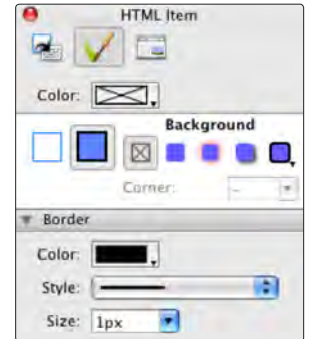 HTML Item
Color:
Background
Corner:
Border
Color:
Style:
Size: 1px